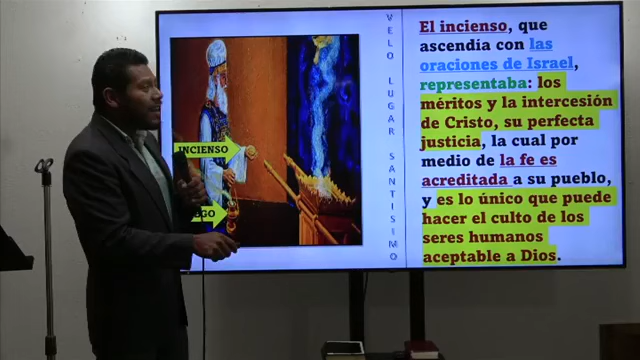 INCIENSO
VELO LUGAR SANTISIMO
El incienso, que
ascendía con las
oraciones de Israel,
representaba: los
méritos y la intercesión
de Cristo, su perfecta
justicia, la cual por
medio de la fe es
acreditada a su pueblo,
y es lo único que puede
hacer el culto de los
seres humanos
aceptable a Dios.